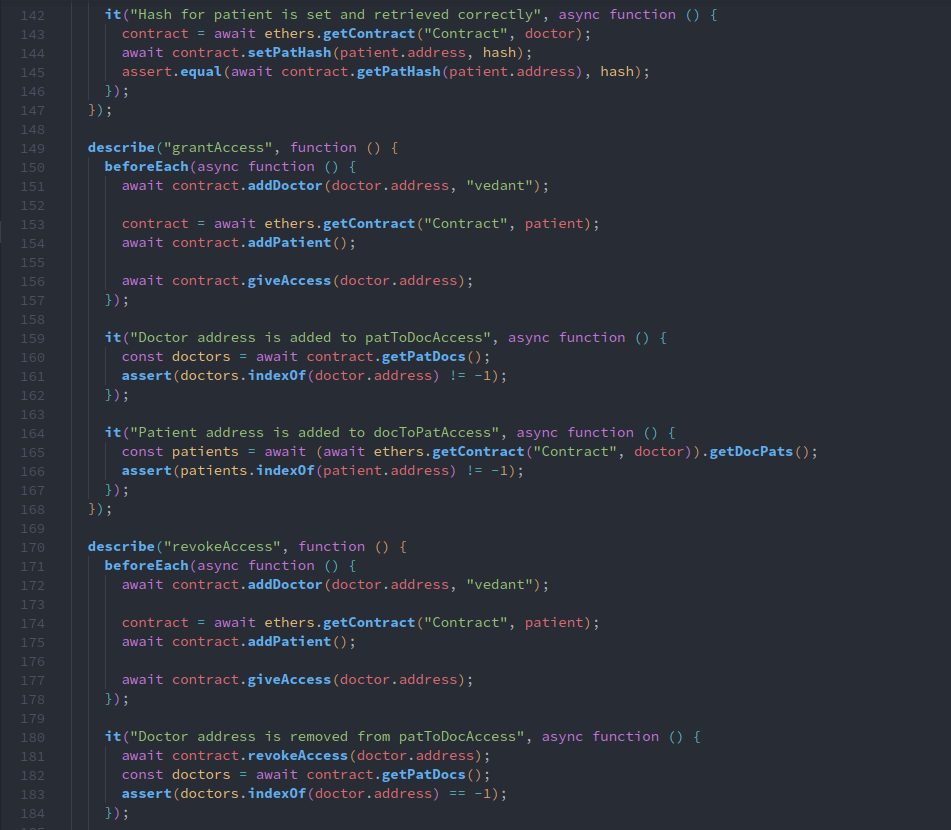 142 it("Hash for patient is set and retrieved correctly", async function () {
143 contract = await ethers.getContract("Contract", doctor);
144 await contract.setPatHash(patient.address, hash);
145 assert.equal(await contract.getPatHash(patient.address), hash);
146 });
147 });
148
149 describe("grantAccess", function () {
150 beforeEach(async function () {
151 await contract.addDoctor(doctor.address, "vedant");
152
153 contract = await ethers.getContract("Contract", patient);
154 await contract.addPatient();
155
156 await contract.giveAccess(doctor.address);
157 });
158
159 it("Doctor address is added to patToDocAccess", async function () {
160 const doctors = await contract.getPatDocs();
161 assert(doctors.indexOf(doctor.address) != -1);
162 });
163
164 it("Patient address is added to docToPatAccess", async function () {
165 const patients = await (await ethers.getContract("Contract", doctor)).getDocPats();
166 assert(patients.indexOf(patient.address) != -1);
167 });
168 });
169
170 describe("revokeAccess", function () {
171 beforeEach(async function () {
172 await contract.addDoctor(doctor.address, "vedant");
173
174 contract = await ethers.getContract("Contract", patient);
175 await contract.addPatient();
176
177 await contract.giveAccess(doctor.address);
178 });
179
180 it("Doctor address is removed from patToDocAccess", async function () {
181 await contract.revokeAccess(doctor.address);
182 const doctors = await contract.getPatDocs();
183 assert(doctors.indexOf(doctor.address) == -1);
184 });